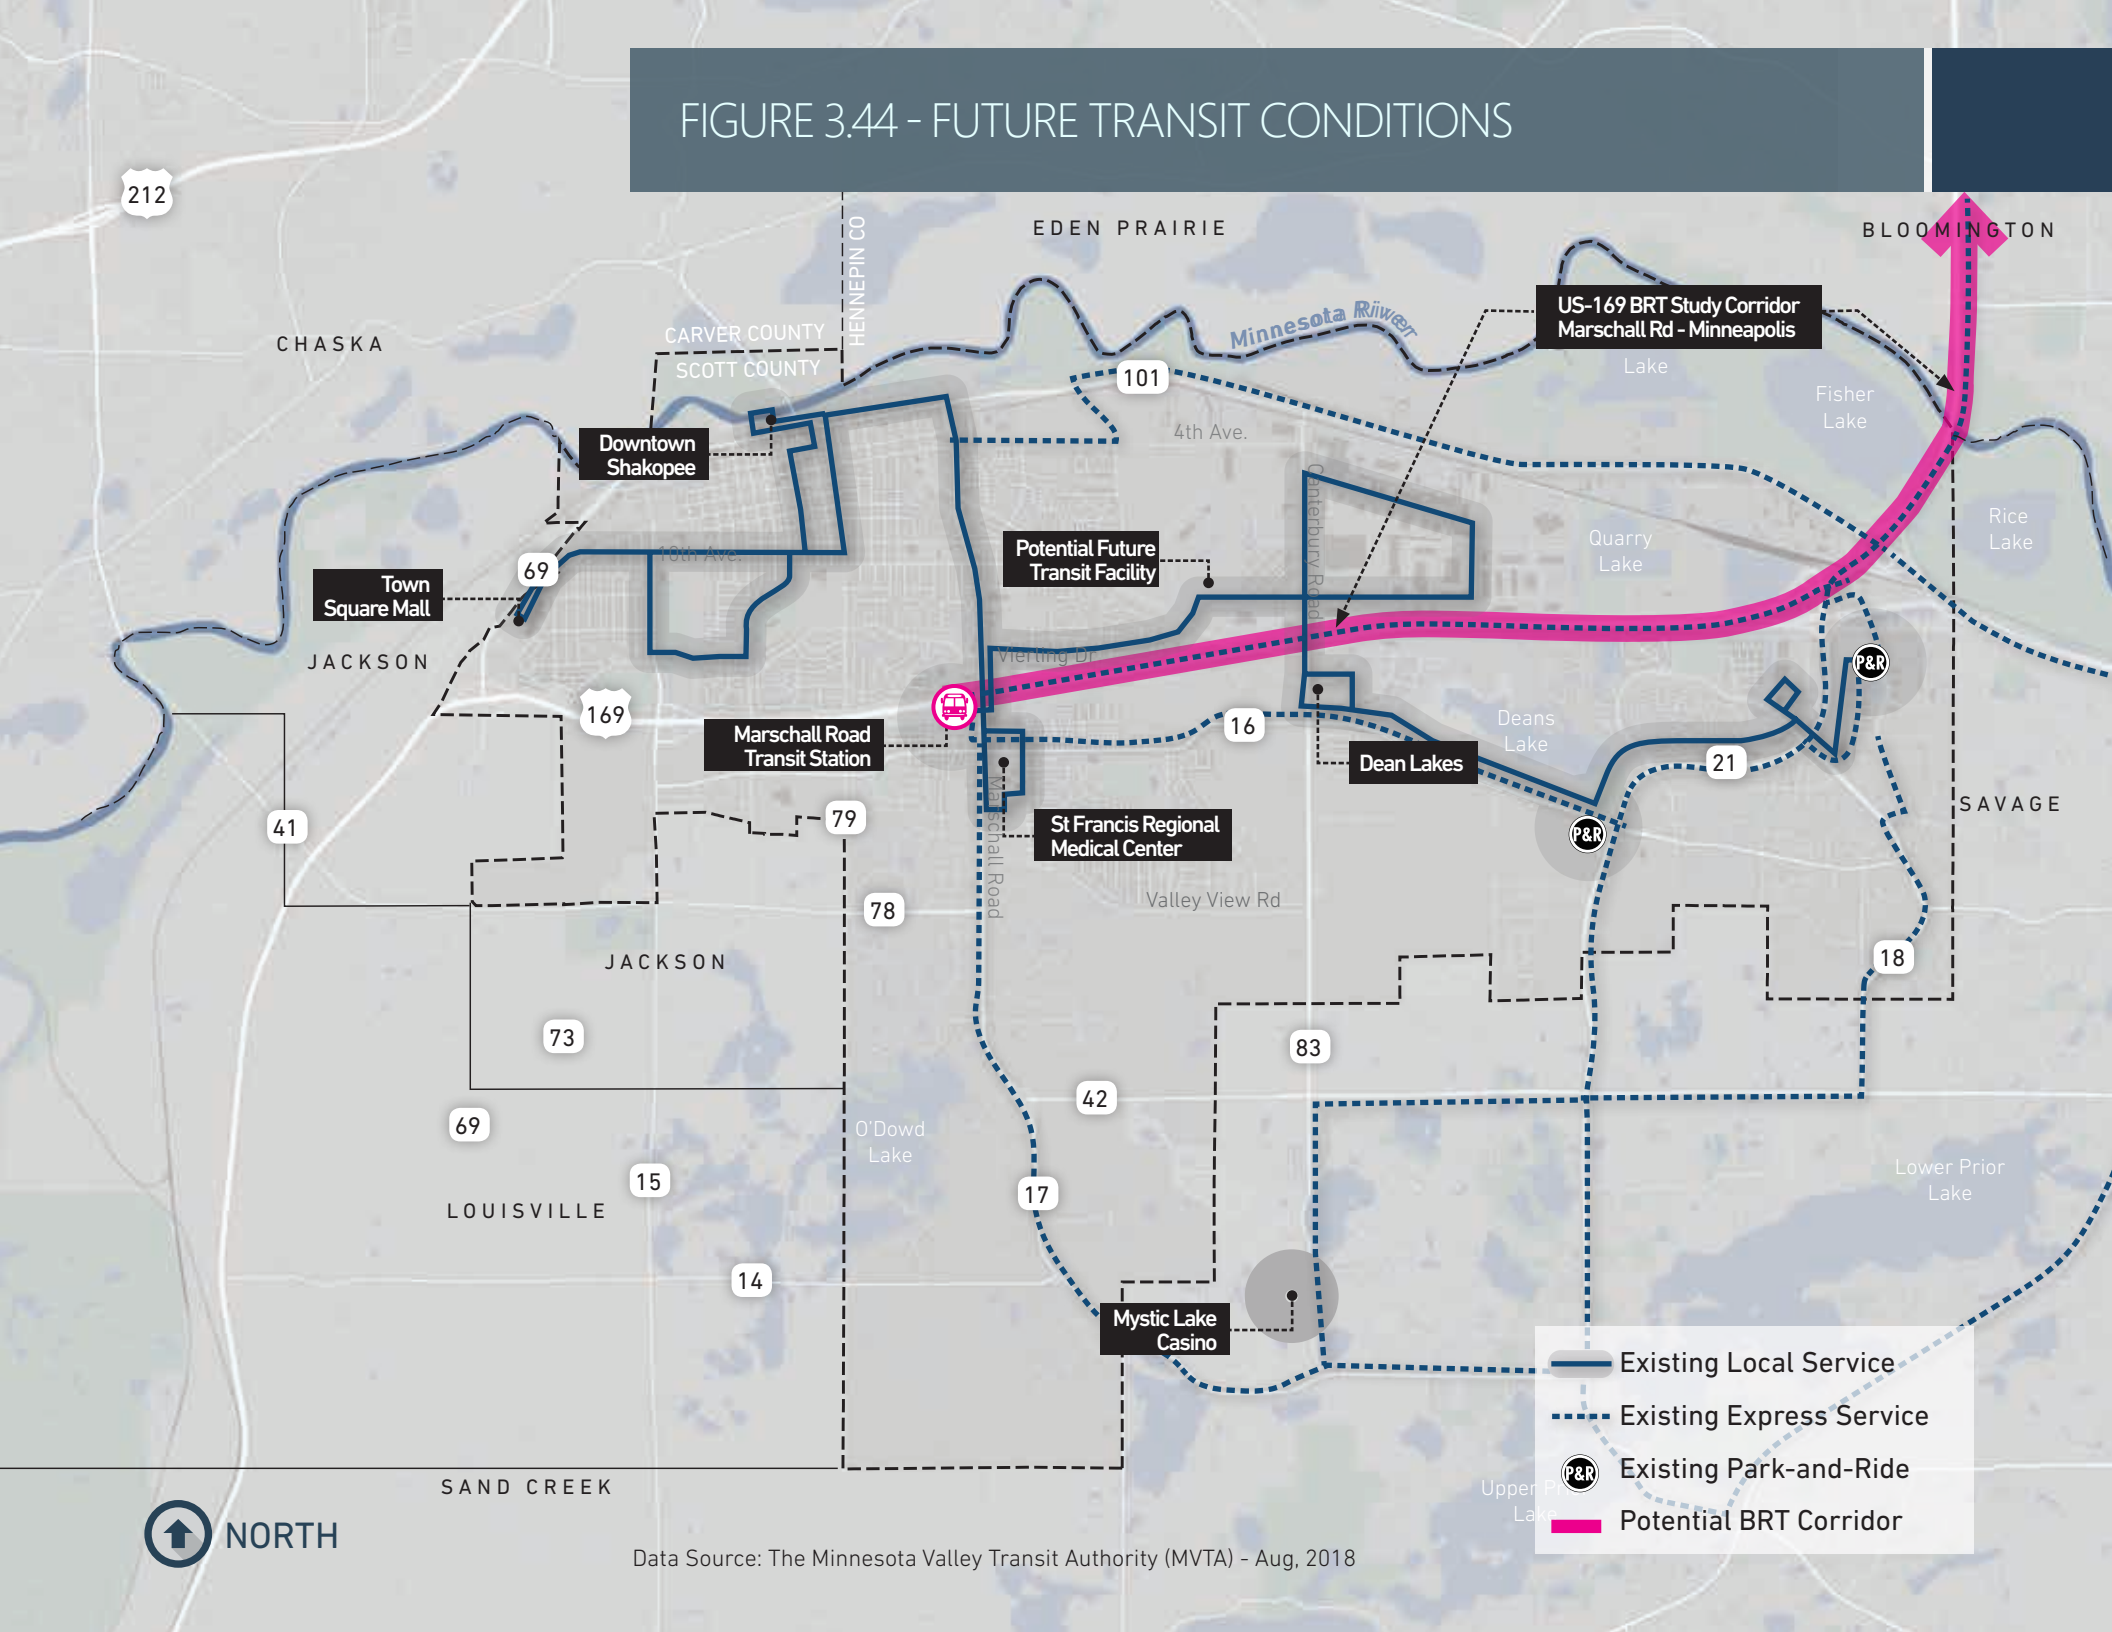 FIGURE 3.44 - FUTURE TRANSIT CONDITIONS
212
EDEN PRAIRIE
BLOOMINGTON
HENNEPIN CO
CARVER COUNTY
SCOTT COUNTY
CHASKA
Minnesota River
US-169 BRT Study Corridor
Marschall Rd - Minneapolis
Lake
Fisher
Lake
101
4th Ave.
Downtown
Shakopee
Canterbury Road
Rice
Lake
Quarry
Lake
Potential Future
Transit Facility
10th Ave.
69
Town
Square Mall
JACKSON
Vierling Dr.
P&R
169
Marschall Road
Transit Station
16
Deans
Lake
Dean Lakes
21
SAVAGE
41
79
St Francis Regional
Medical Center
P&R
Marschall Road
Valley View Rd
78
JACKSON
18
73
83
42
69
O'Dowd
Lake
15
LOUISVILLE
17
Lower Prior
Lake
14
Mystic Lake
Casino
Existing Local Service
Existing Express Service
P&R
Existing Park-and-Ride
Potential BRT Corridor
Upper P
Lake
SAND CREEK
NORTH
Data Source: The Minnesota Valley Transit Authority (MVTA) - Aug, 2018